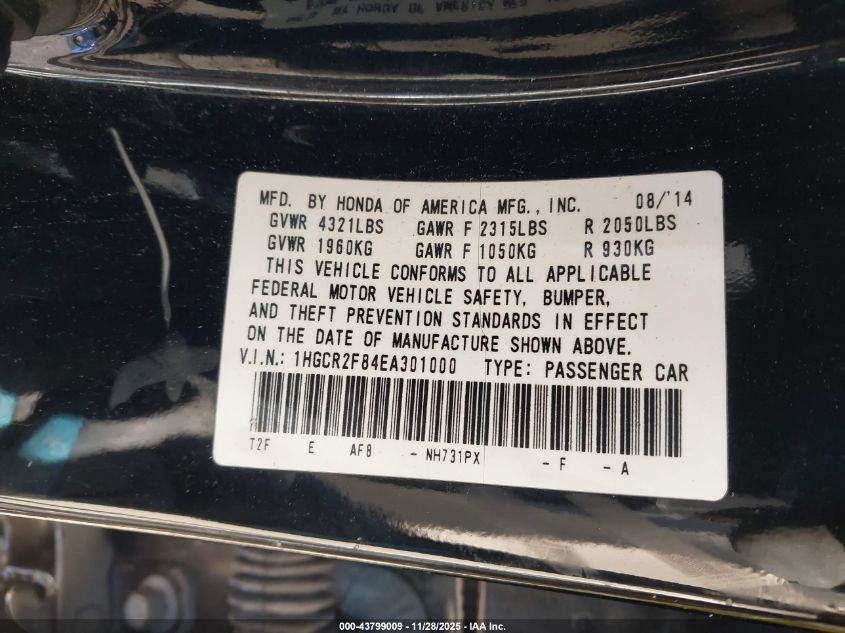 MFD. BY HONDA OF AMERICA MFG., INC. 08/'14
GVWR 4321LBS GAWR F 2315LBS R 2050LBS
GVWR 1960KG GAWR F 1050KG R 930KG
THIS VEHICLE CONFORMS TO ALL APPLICABLE
FEDERAL MOTOR VEHICLE SAFETY, BUMPER,
AND THEFT PREVENTION STANDARDS IN EFFECT
ON THE DATE OF MANUFACTURE SHOWN ABOVE.
V.I.N.: 1HGCR2F84EA301000 TYPE: PASSENGER CAR
T2F E AF8 - NH731PX - F - A
000-43799009 - 11/28/2025 - IAA Inc.